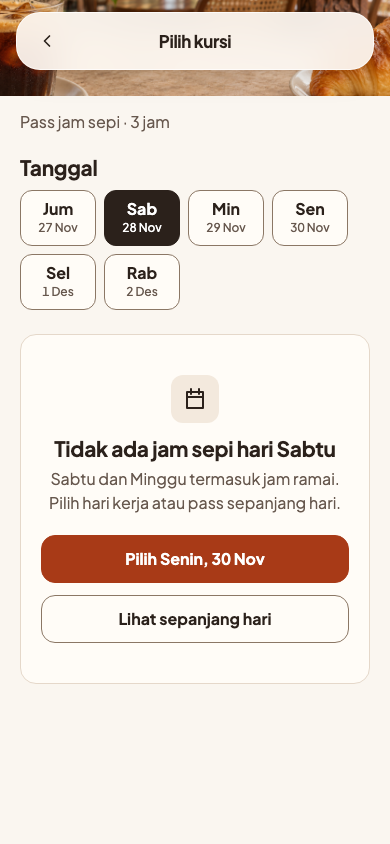 Pilih kursi
Pass jam sepi · 3 jam
Tanggal
Jum
27 Nov
Sab
28 Nov
Min
29 Nov
Sen
30 Nov
Sel
1 Des
Rab
2 Des
Tidak ada jam sepi hari Sabtu
Sabtu dan Minggu termasuk jam ramai.
Pilih hari kerja atau pass sepanjang hari.
Pilih Senin, 30 Nov
Lihat sepanjang hari